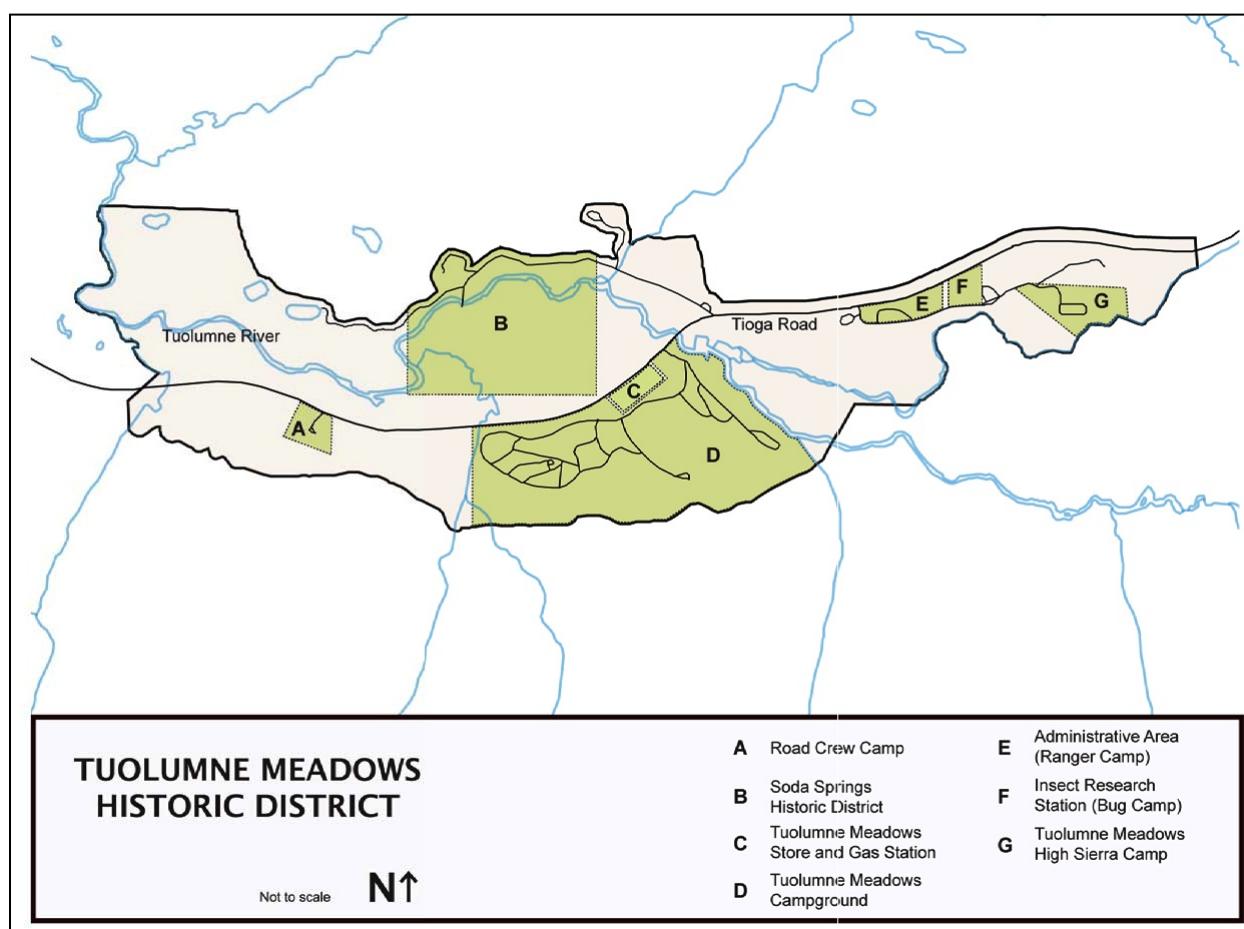 B
E
F
G
Tuolumne River
Tioga Road
C
A
D
TUOLUMNE MEADOWS
HISTORIC DISTRICT
Not to scale
N↑
A Road Crew Camp
B Soda Springs
Historic District
C Tuolumne Meadows
Store and Gas Station
D Tuolumne Meadows
Campground
E Administrative Area
(Ranger Camp)
F Insect Research
Station (Bug Camp)
G Tuolumne Meadows
High Sierra Camp